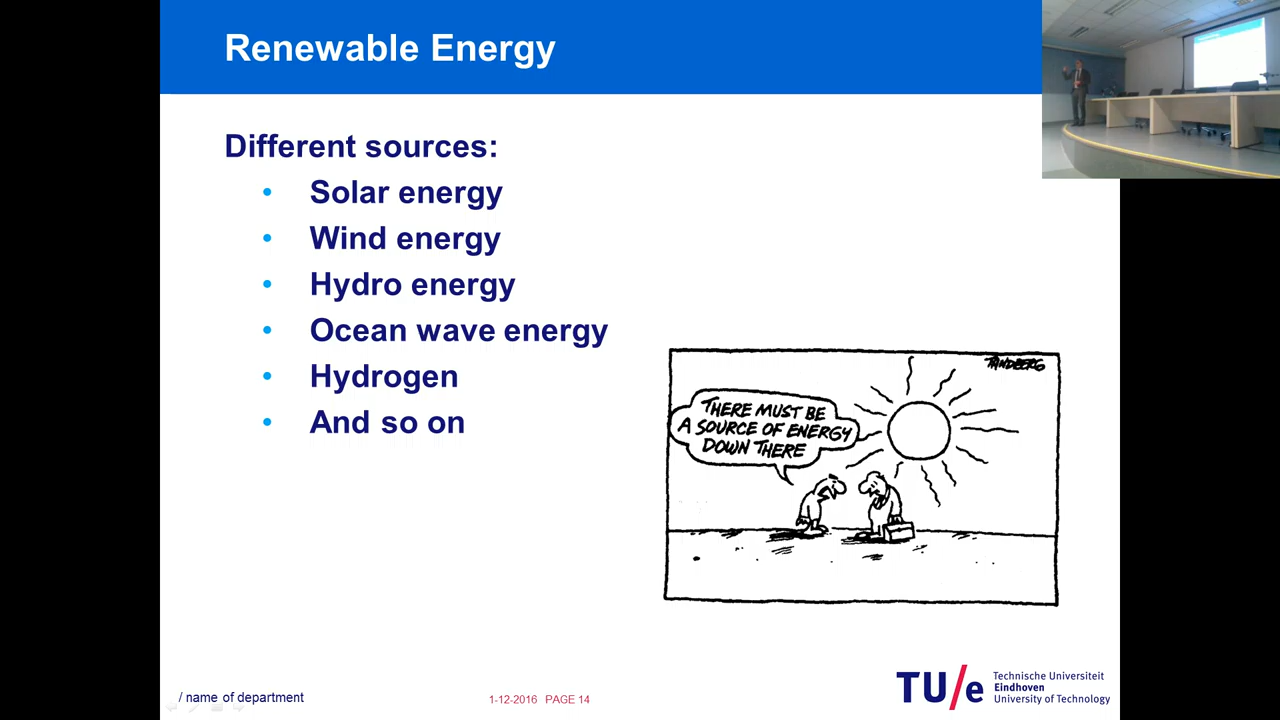 Renewable Energy
Different sources:
• Solar energy
• Wind energy
• Hydro energy
• Ocean wave energy
• Hydrogen
• And so on
TANDBERG
THERE MUST BE
A SOURCE OF ENERGY
DOWN THERE
/ name of department
1-12-2016 PAGE 14
TU/e
Technische Universiteit
Eindhoven
University of Technology